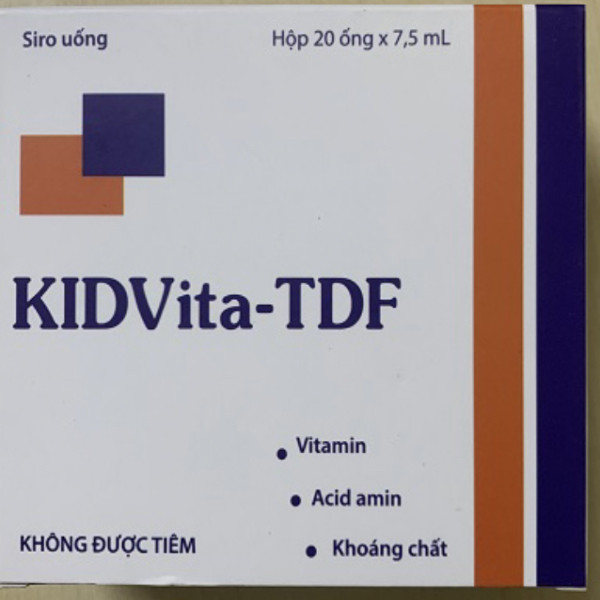 Siro uống
Hộp 20 ống x 7,5 mL
KIDVita-TDF
Vitamin
Acid amin
Khoáng chất
KHÔNG ĐƯỢC TIÊM